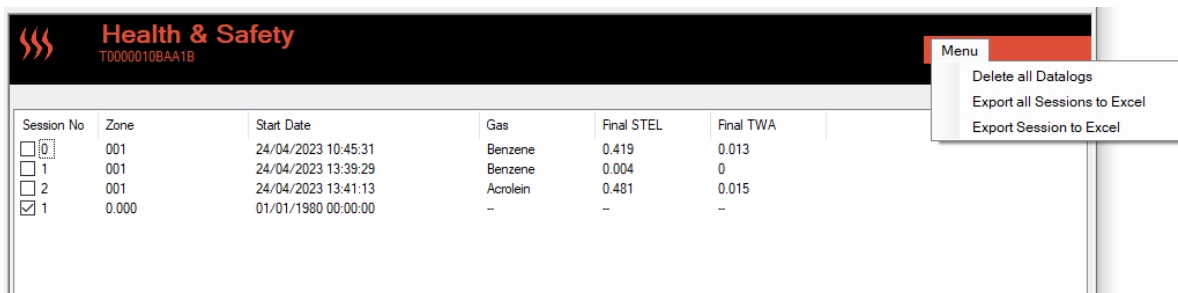 Health & Safety
T0000010BAA1B
Menu
Delete all Datalogs
Export all Sessions to Excel
Export Session to Excel
Session No Zone Start Date Gas Final STEL Final TWA
0 001 24/04/2023 10:45:31 Benzene 0.419 0.013
1 001 24/04/2023 13:39:29 Benzene 0.004 0
2 001 24/04/2023 13:41:13 Acrolein 0.481 0.015
1 0.000 01/01/1980 00:00:00 -- -- --